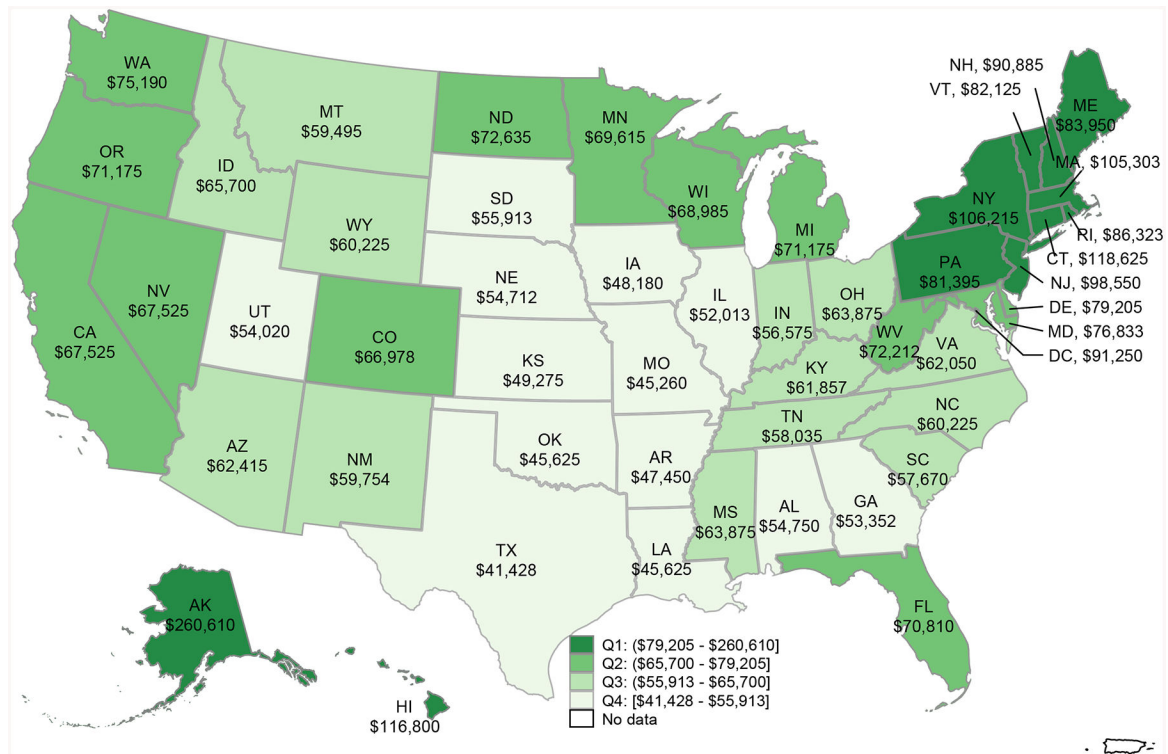 WA
$75,190
OR
$71,175
CA
$67,525
NV
$67,525
ID
$65,700
MT
$59,495
WY
$60,225
UT
$54,020
CO
$66,978
AZ
$62,415
NM
$59,754
ND
$72,635
SD
$55,913
NE
$54,712
KS
$49,275
OK
$45,625
TX
$41,428
MN
$69,615
IA
$48,180
MO
$45,260
AR
$47,450
LA
$45,625
WI
$68,985
IL
$52,013
MI
$71,175
IN
$56,575
OH
$63,875
KY
$61,857
TN
$58,035
MS
$63,875
AL
$54,750
GA
$53,352
FL
$70,810
SC
$57,670
NC
$60,225
VA
$62,050
WV
$72,212
PA
$81,395
NY
$106,215
NH, $90,885
VT, $82,125
ME
$83,950
MA, $105,303
RI, $86,323
CT, $118,625
NJ, $98,550
DE, $79,205
MD, $76,833
DC, $91,250
AK
$260,610
HI
$116,800
Q1: ($79,205 - $260,610]
Q2: ($65,700 - $79,205]
Q3: ($55,913 - $65,700]
Q4: [$41,428 - $55,913]
No data